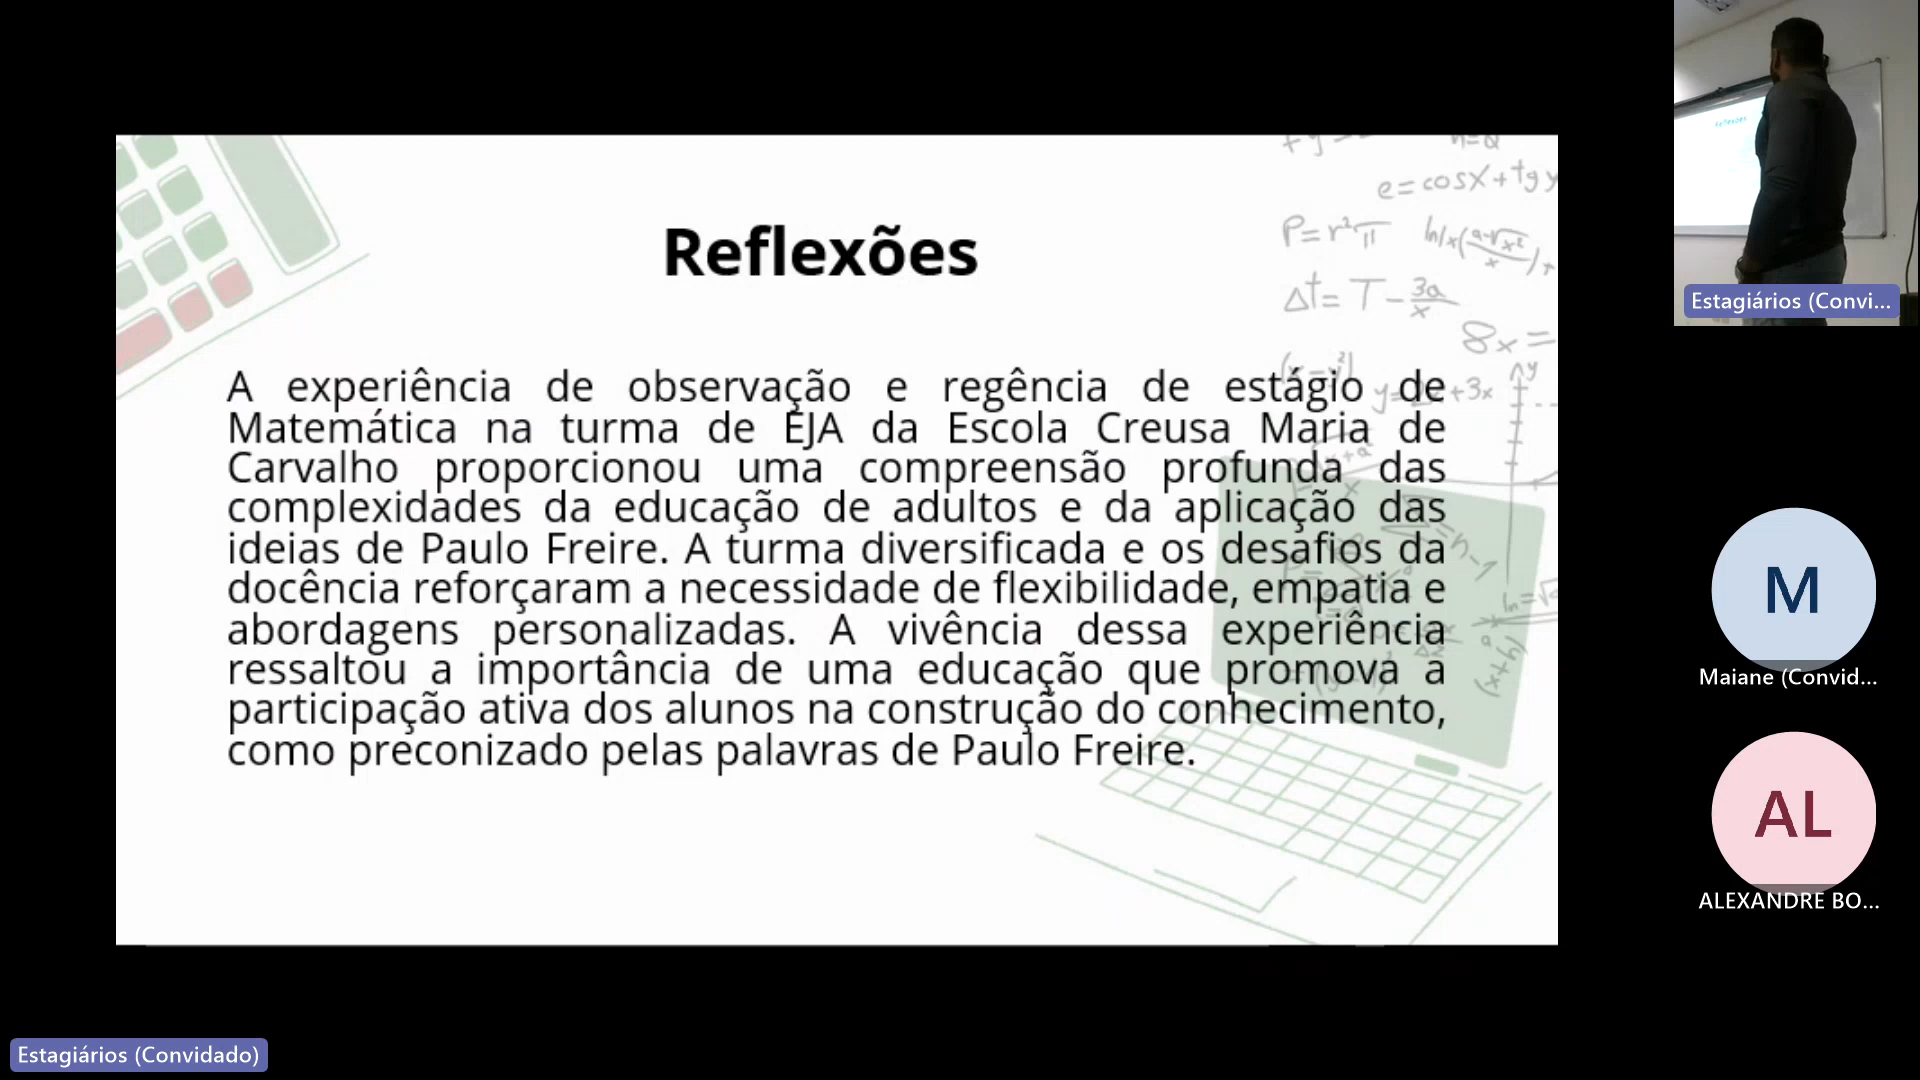 Reflexões
A experiência de observação e regência de estágio de
Matemática na turma de EJA da Escola Creusa Maria de
Carvalho proporcionou uma compreensão profunda das
complexidades da educação de adultos e da aplicação das
ideias de Paulo Freire. A turma diversificada e os desafios da
docência reforçaram a necessidade de flexibilidade, empatia e
abordagens personalizadas. A vivência dessa experiência
ressaltou a importância de uma educação que promova a
participação ativa dos alunos na construção do conhecimento,
como preconizado pelas palavras de Paulo Freire.
e=cosx+tgy
P=r²π
Δt= T-3a/x
8x=
Reflexões
Estagiários (Convi...
M
Maiane (Convid...
AL
ALEXANDRE BO...
Estagiários (Convidado)